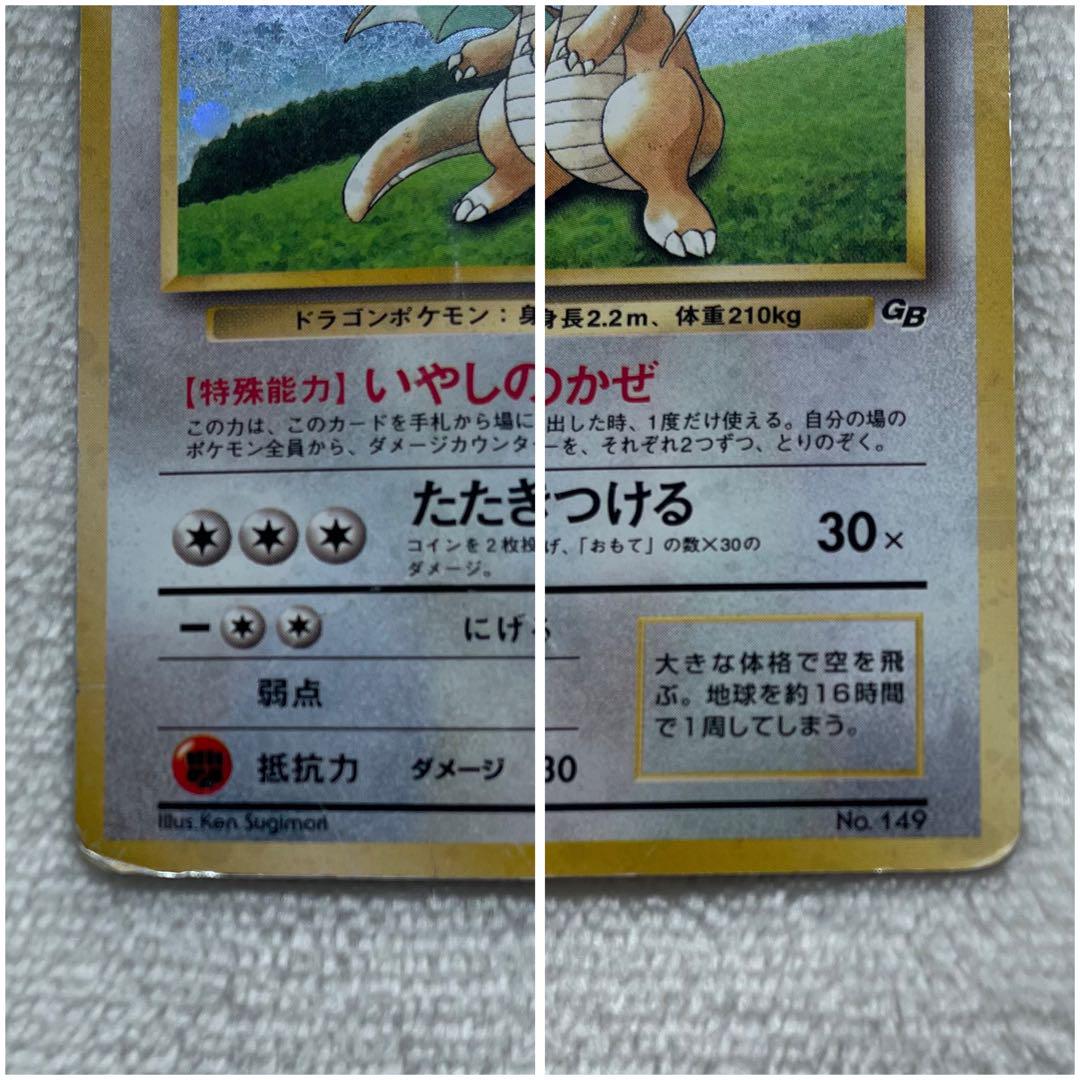 ドラゴンポケモン：身長2.2m、体重210kg
GB
【特殊能力】いやしのかぜ
この力は、このカードを手札から場に出した時、1度だけ使える。自分の場の
ポケモン全員から、ダメージカウンターを、それぞれ2つずつ、とりのぞく。
たたきつける
30×
コインを2枚投げ、「おもて」の数×30の
ダメージ。
ー
にげる
大きな体格で空を飛
ぶ。地球を約16時間
で1周してしまう。
弱点
抵抗力 ダメージ 30
Illus. Ken Sugimori
No. 149